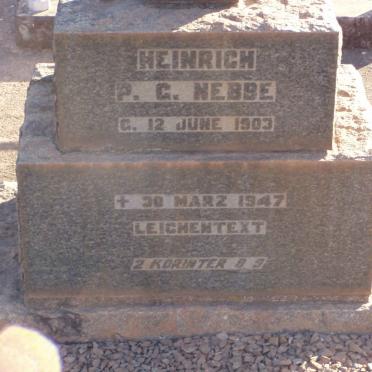 HEINRICH
P. G. NEBBE
G. 12 JUNE 1903
+ 30 MARZ 1947
LEICHENTEXT
2 KORINTER 8 9